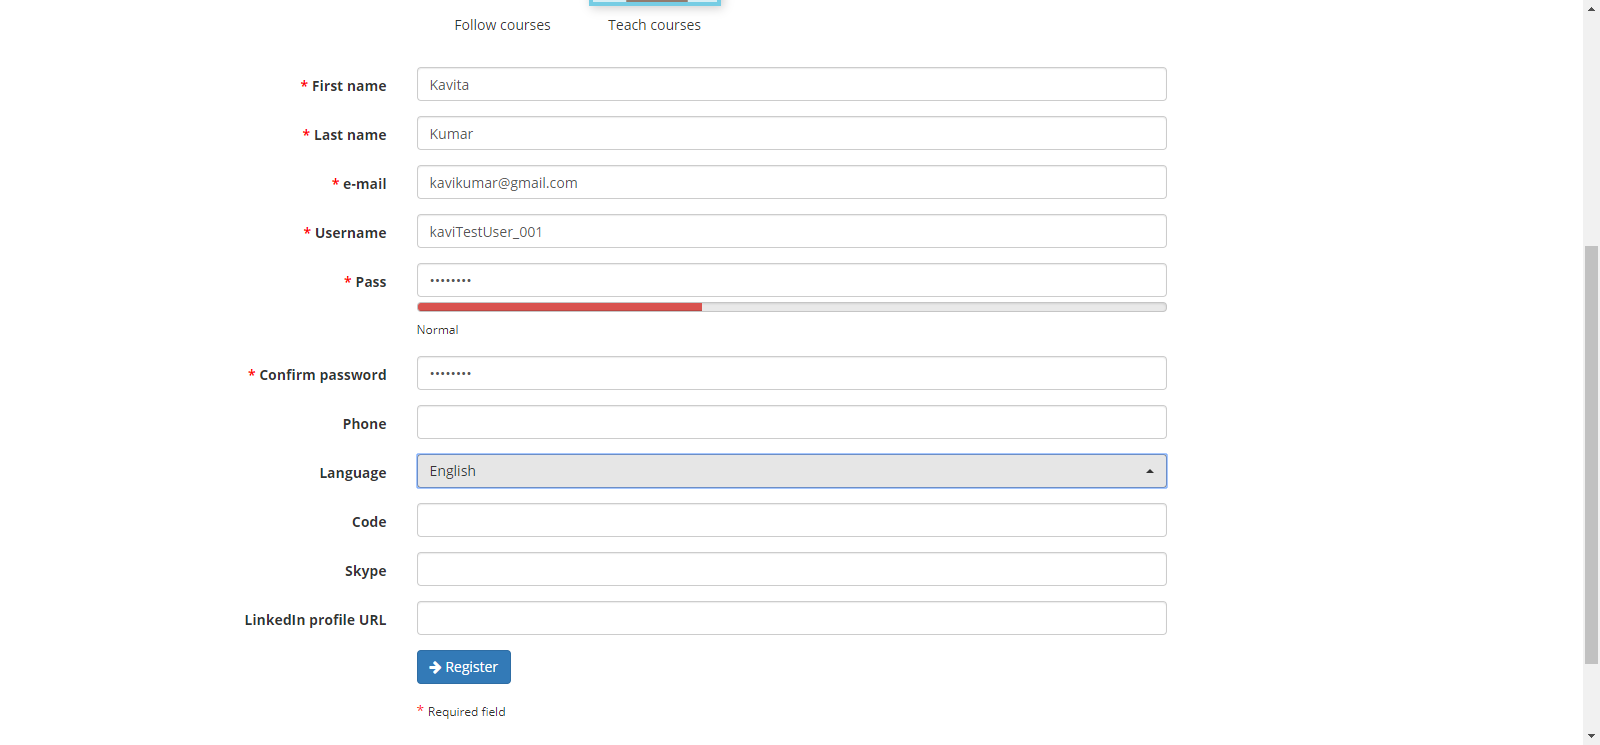 Follow courses Teach courses
* First name Kavita
* Last name Kumar
* e-mail kavikumar@gmail.com
* Username kaviTestUser_001
* Pass ••••••••
Normal
* Confirm password ••••••••
Phone
Language English
Code
Skype
LinkedIn profile URL
Register
* Required field